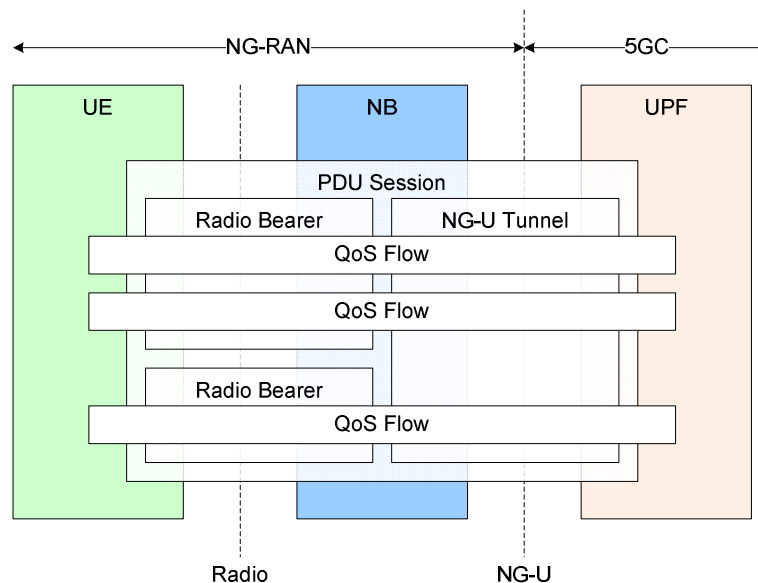 NG-RAN
5GC
UE
NB
UPF
PDU Session
Radio Bearer
NG-U Tunnel
QoS Flow
QoS Flow
Radio Bearer
QoS Flow
Radio
NG-U